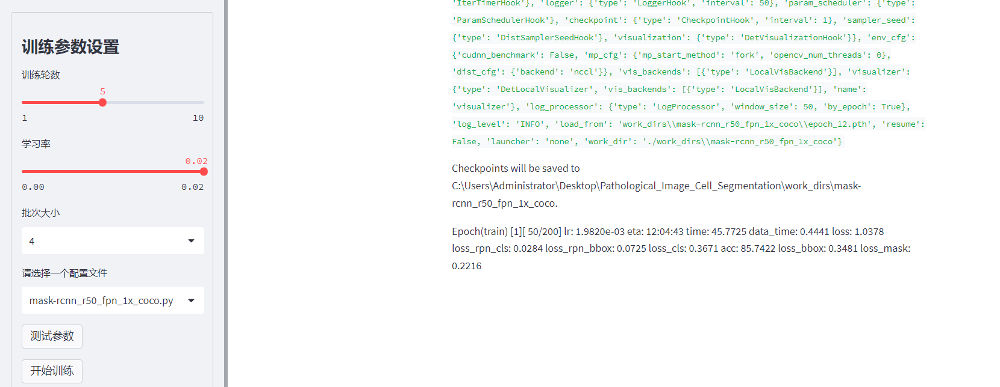 训练参数设置
训练轮数
5
1 10
学习率
0.02
0.00 0.02
批次大小
4
请选择一个配置文件
mask-rcnn_r50_fpn_1x_coco.py
测试参数
开始训练
'IterTimerHook'}, 'logger': {'type': 'LoggerHook', 'interval': 50}, 'param_scheduler': {'type':
'ParamSchedulerHook'}, 'checkpoint': {'type': 'CheckpointHook', 'interval': 1}, 'sampler_seed':
{'type': 'DistSamplerSeedHook'}, 'visualization': {'type': 'DetVisualizationHook'}}, 'env_cfg':
{'cudnn_benchmark': False, 'mp_cfg': {'mp_start_method': 'fork', 'opencv_num_threads': 0},
'dist_cfg': {'backend': 'nccl'}}, 'vis_backends': [{'type': 'LocalVisBackend'}], 'visualizer':
{'type': 'DetLocalVisualizer', 'vis_backends': [{'type': 'LocalVisBackend'}], 'name':
'visualizer'}, 'log_processor': {'type': 'LogProcessor', 'window_size': 50, 'by_epoch': True},
'log_level': 'INFO', 'load_from': 'work_dirs\\mask-rcnn_r50_fpn_1x_coco\\epoch_12.pth', 'resume':
False, 'launcher': 'none', 'work_dir': './work_dirs\\mask-rcnn_r50_fpn_1x_coco'}
Checkpoints will be saved to
C:\Users\Administrator\Desktop\Pathological_Image_Cell_Segmentation\work_dirs\mask-
rcnn_r50_fpn_1x_coco.
Epoch(train) [1][ 50/200] lr: 1.9820e-03 eta: 12:04:43 time: 45.7725 data_time: 0.4441 loss: 1.0378
loss_rpn_cls: 0.0284 loss_rpn_bbox: 0.0725 loss_cls: 0.3671 acc: 85.7422 loss_bbox: 0.3481 loss_mask:
0.2216